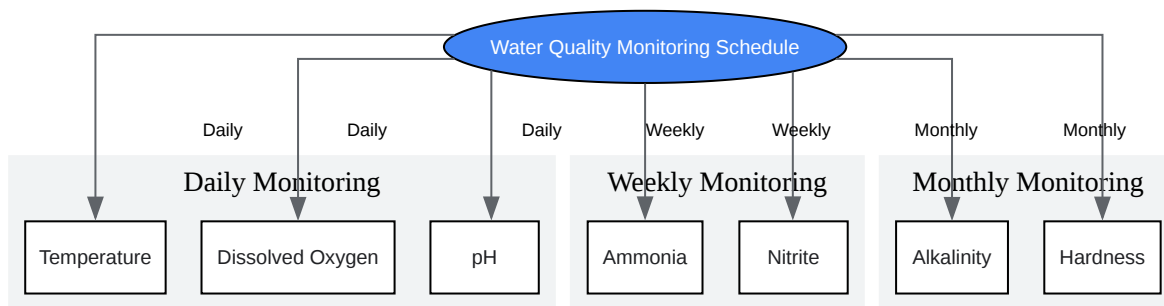 Water Quality Monitoring Schedule
Daily
Daily
Daily
Weekly
Weekly
Monthly
Monthly
Daily Monitoring
Weekly Monitoring
Monthly Monitoring
Temperature
Dissolved Oxygen
pH
Ammonia
Nitrite
Alkalinity
Hardness